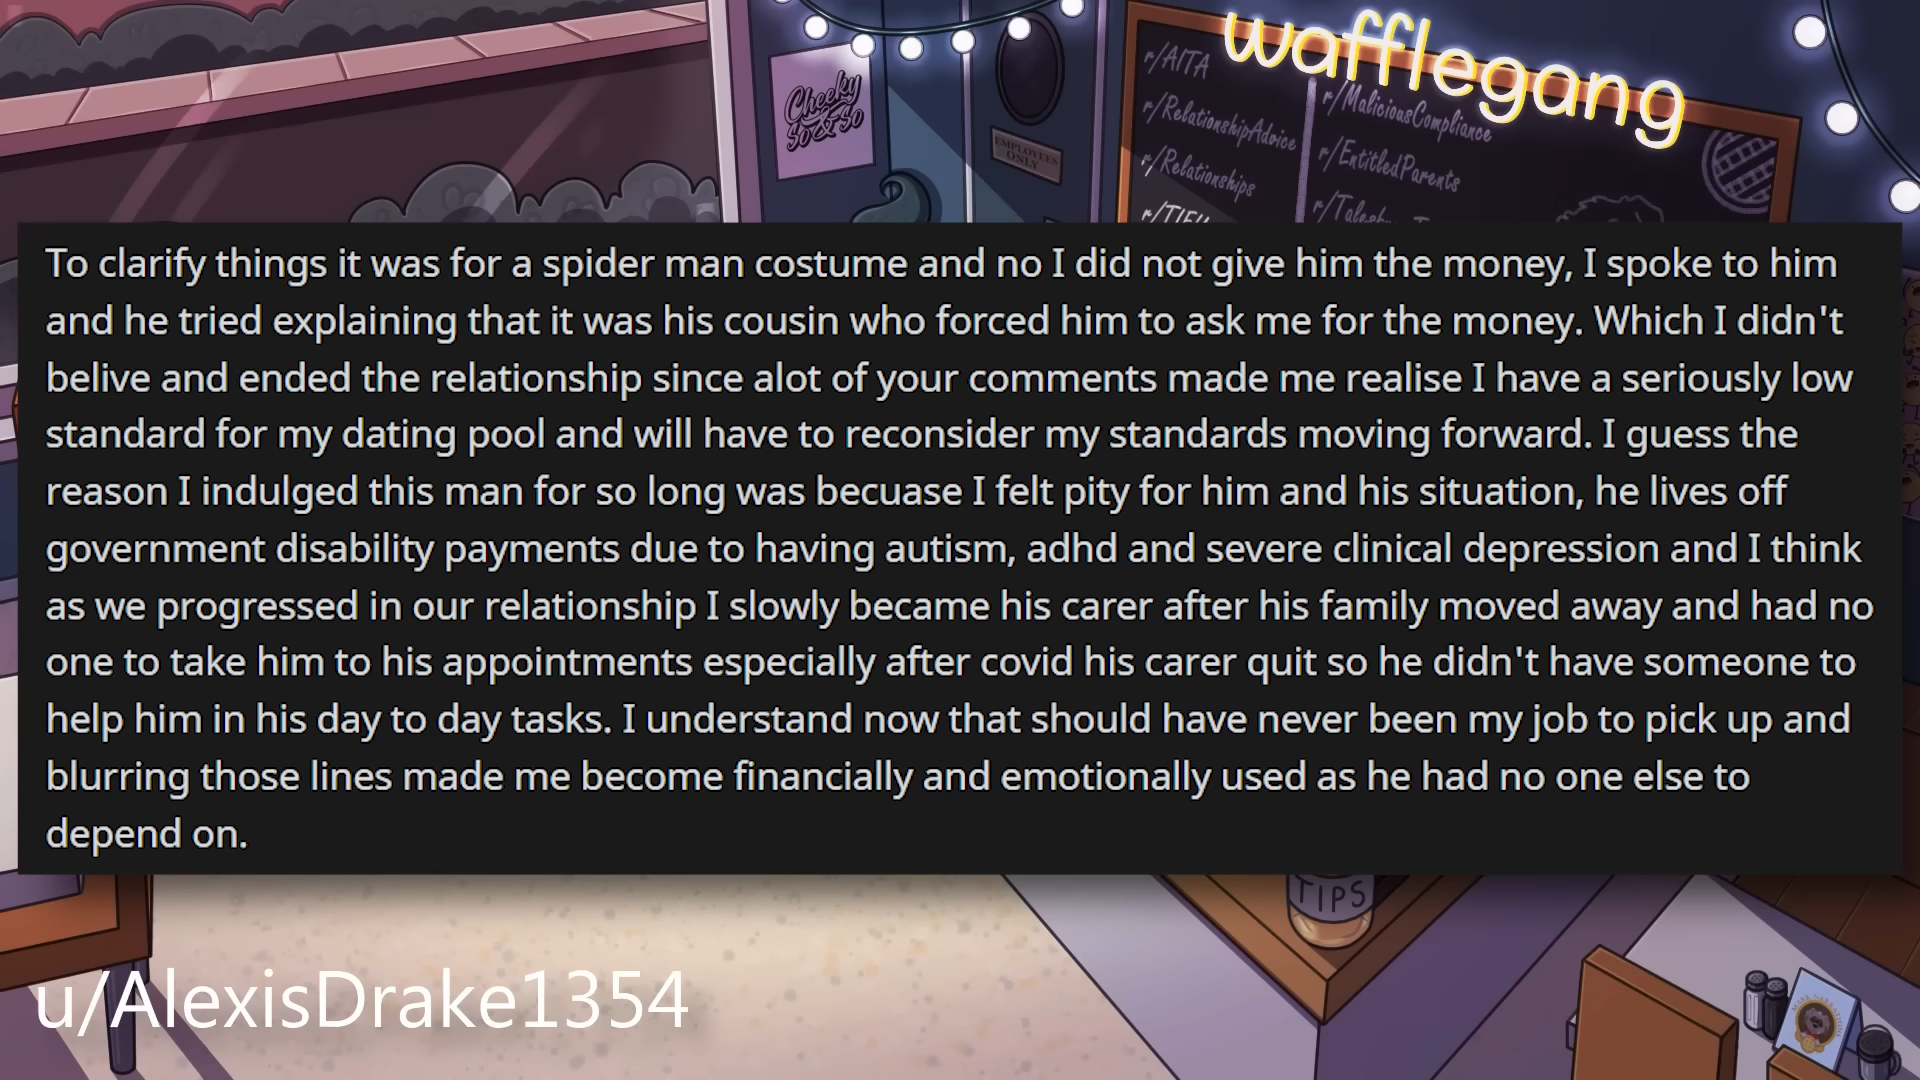 wafflegang
Cheeky
So & So
EMPLOYEES
ONLY
r/AITA
r/RelationshipAdvice
r/Relationships
r/MaliciousCompliance
r/EntitledParents
To clarify things it was for a spider man costume and no I did not give him the money, I spoke to him
and he tried explaining that it was his cousin who forced him to ask me for the money. Which I didn't
belive and ended the relationship since alot of your comments made me realise I have a seriously low
standard for my dating pool and will have to reconsider my standards moving forward. I guess the
reason I indulged this man for so long was becuase I felt pity for him and his situation, he lives off
government disability payments due to having autism, adhd and severe clinical depression and I think
as we progressed in our relationship I slowly became his carer after his family moved away and had no
one to take him to his appointments especially after covid his carer quit so he didn't have someone to
help him in his day to day tasks. I understand now that should have never been my job to pick up and
blurring those lines made me become financially and emotionally used as he had no one else to
depend on.
TIPS
u/AlexisDrake1354